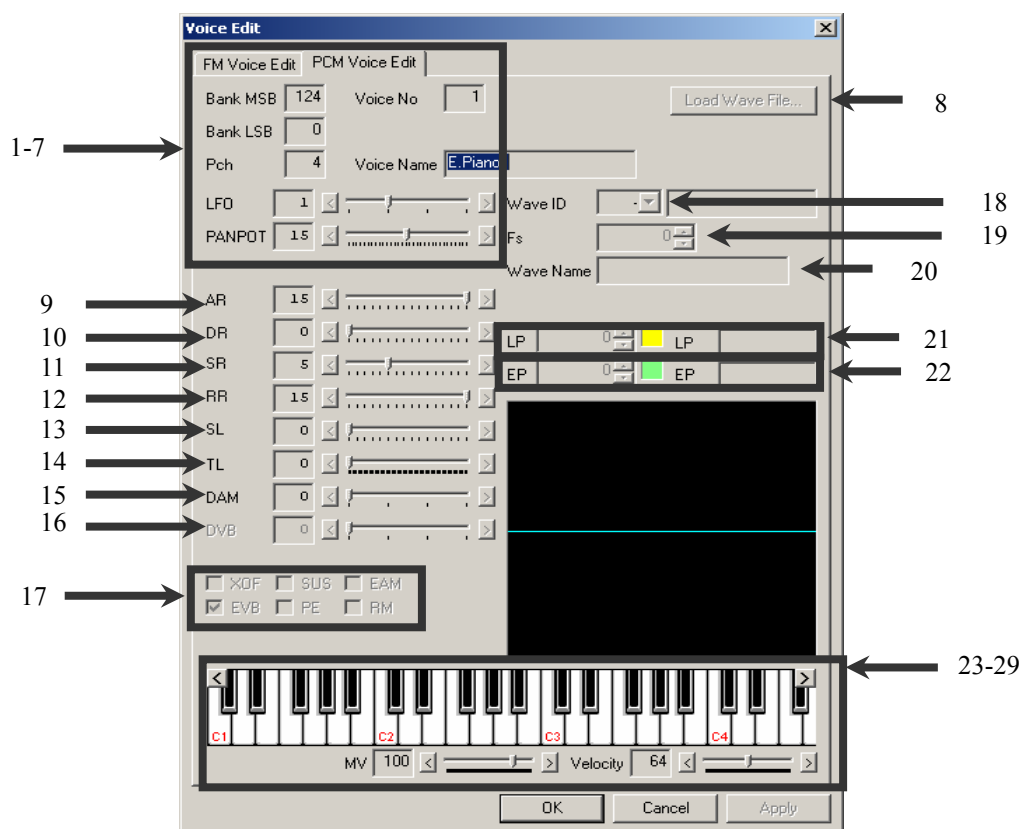 Voice Edit
FM Voice Edit PCM Voice Edit
Bank MSB 124 Voice No 1
Load Wave File... 8
Bank LSB 0
1-7
Pch 4 Voice Name E.Piano
LFO 1 Wave ID - 18
PANPOT 15 Fs 0 19
Wave Name 20
9 AR 15
10 DR 0 LP 0 LP 21
11 SR 5 EP 0 EP 22
12 RR 15
13 SL 0
14 TL 0
15 DAM 0
16 DVB 0
XOF SUS EAM
17
EVB PE RM
23-29
C1 C2 C3 C4
MV 100 Velocity 64
OK Cancel Apply